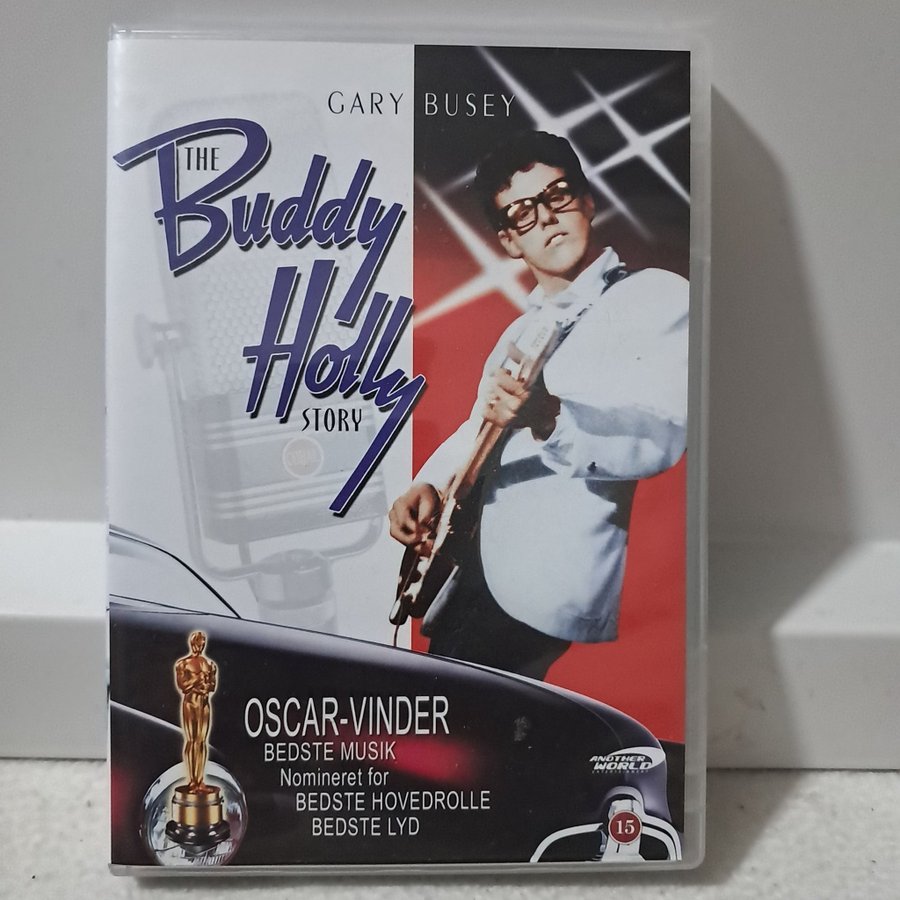 GARY BUSEY
THE
Buddy
Holly
STORY
OSCAR-VINDER
BEDSTE MUSIK
Nomineret for
BEDSTE HOVEDROLLE
BEDSTE LYD
ANOTHER
WORLD
ENTERTAINMENT
15